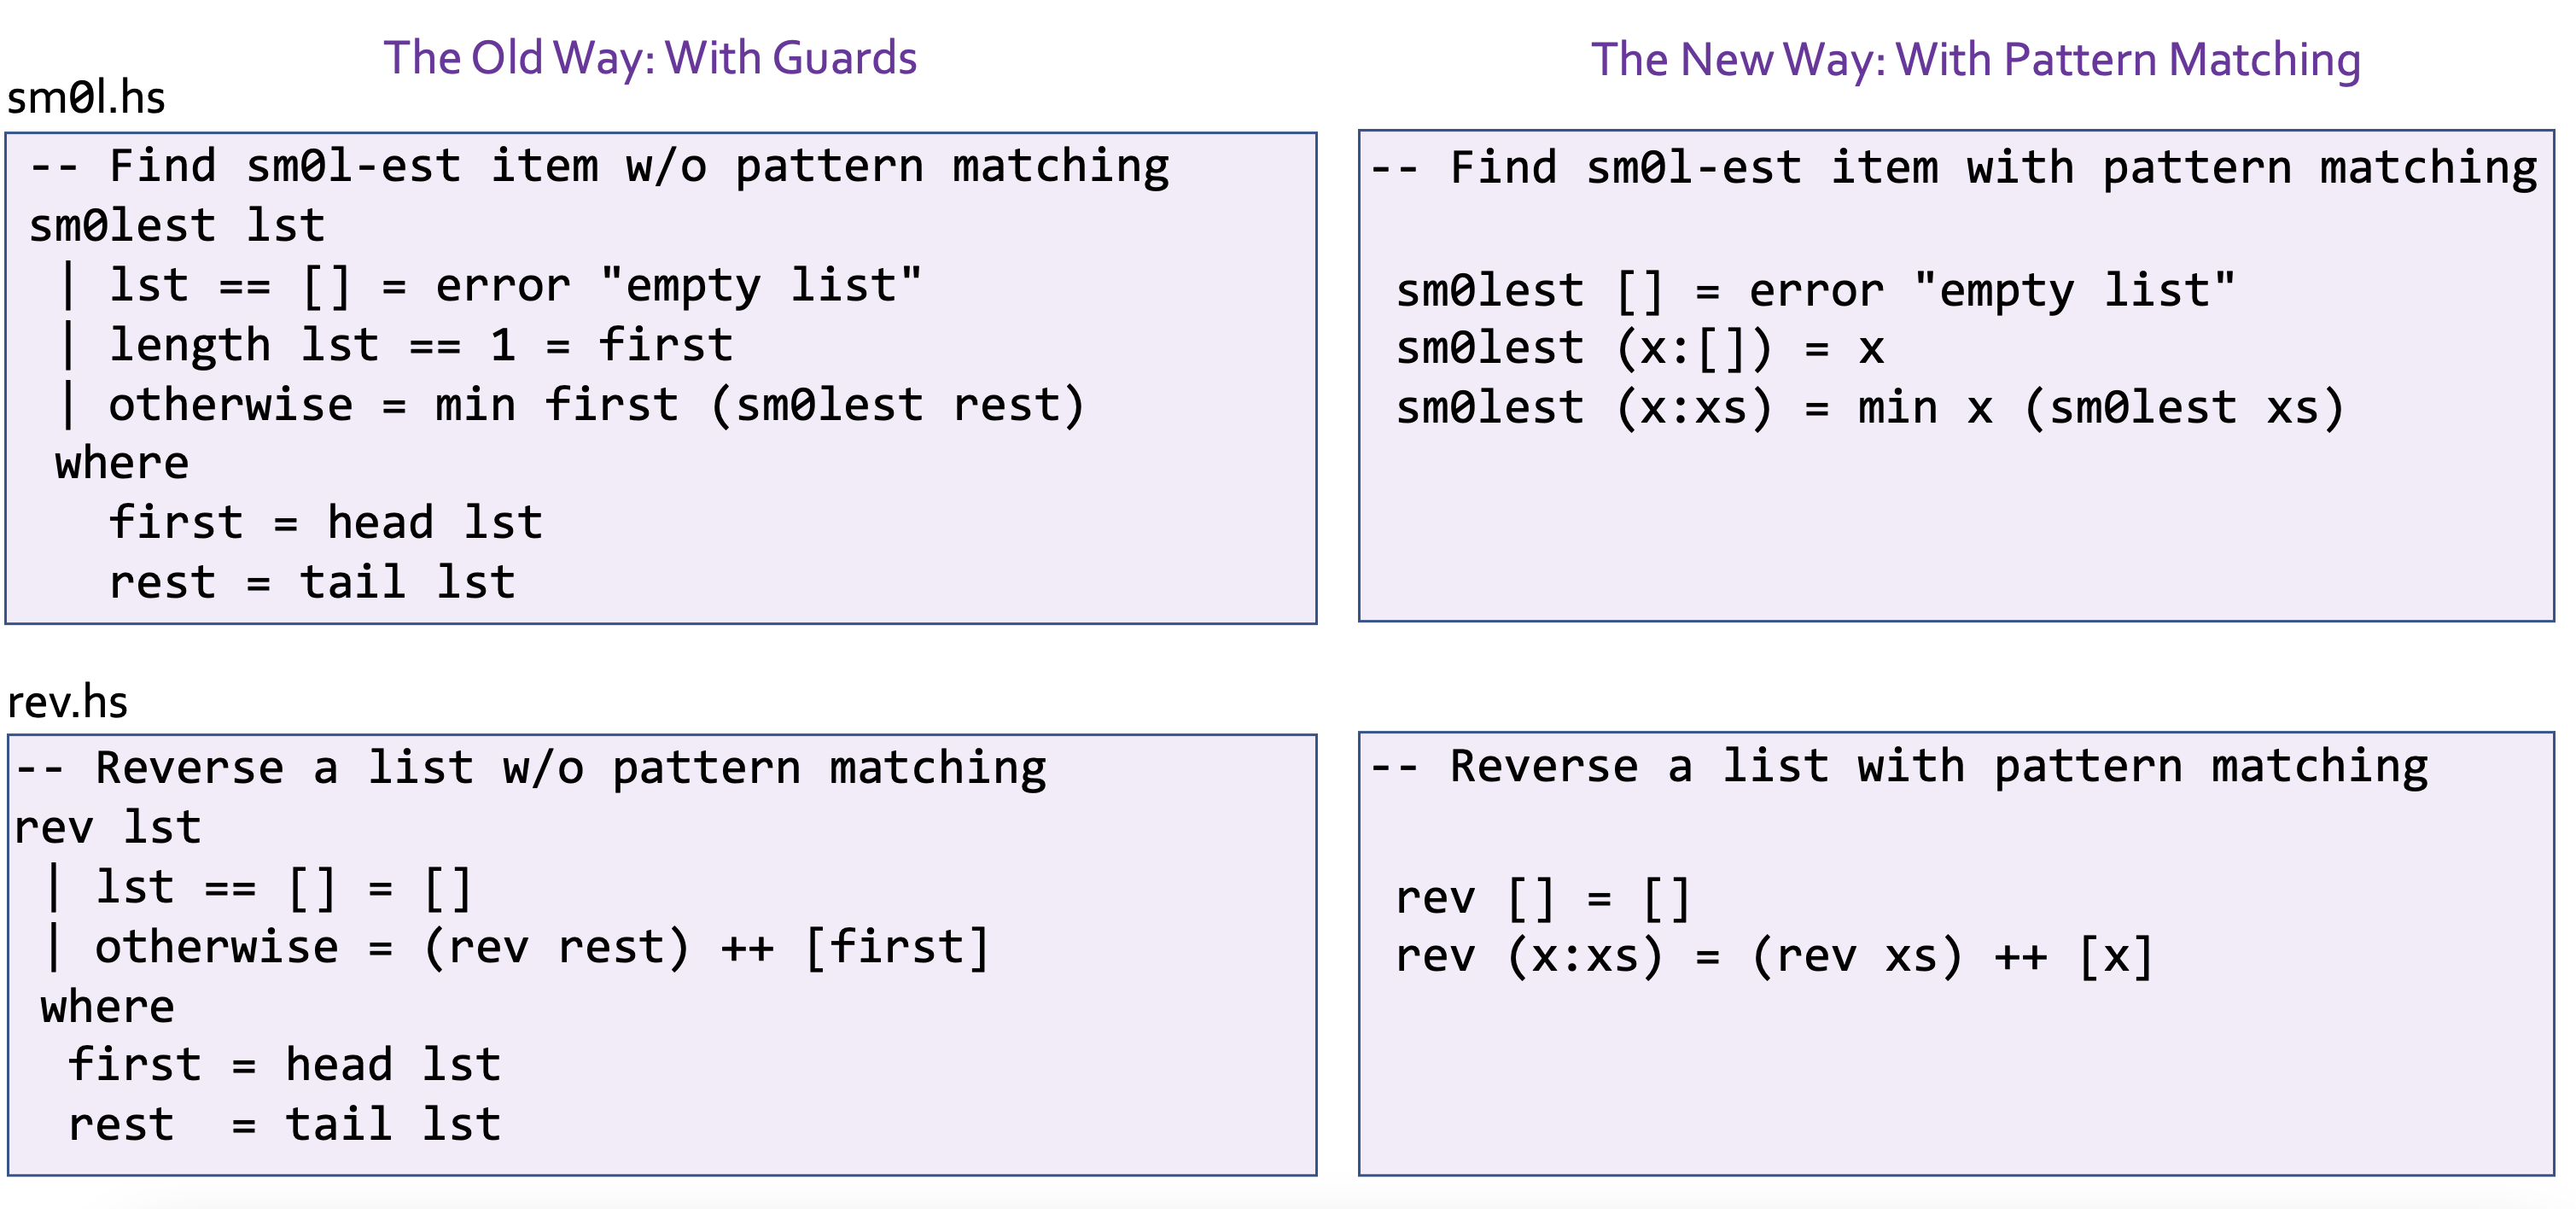 The Old Way: With Guards
sm0l.hs
-- Find sm0l-est item w/o pattern matching
sm0lest lst
| lst == [] = error "empty list"
| length lst == 1 = first
| otherwise = min first (sm0lest rest)
where
first = head lst
rest = tail lst
The New Way: With Pattern Matching
-- Find sm0l-est item with pattern matching
sm0lest [] = error "empty list"
sm0lest (x:[]) = x
sm0lest (x:xs) = min x (sm0lest xs)
rev.hs
-- Reverse a list w/o pattern matching
rev lst
| lst == [] = []
| otherwise = (rev rest) ++ [first]
where
first = head lst
rest  = tail lst
-- Reverse a list with pattern matching
rev [] = []
rev (x:xs) = (rev xs) ++ [x]